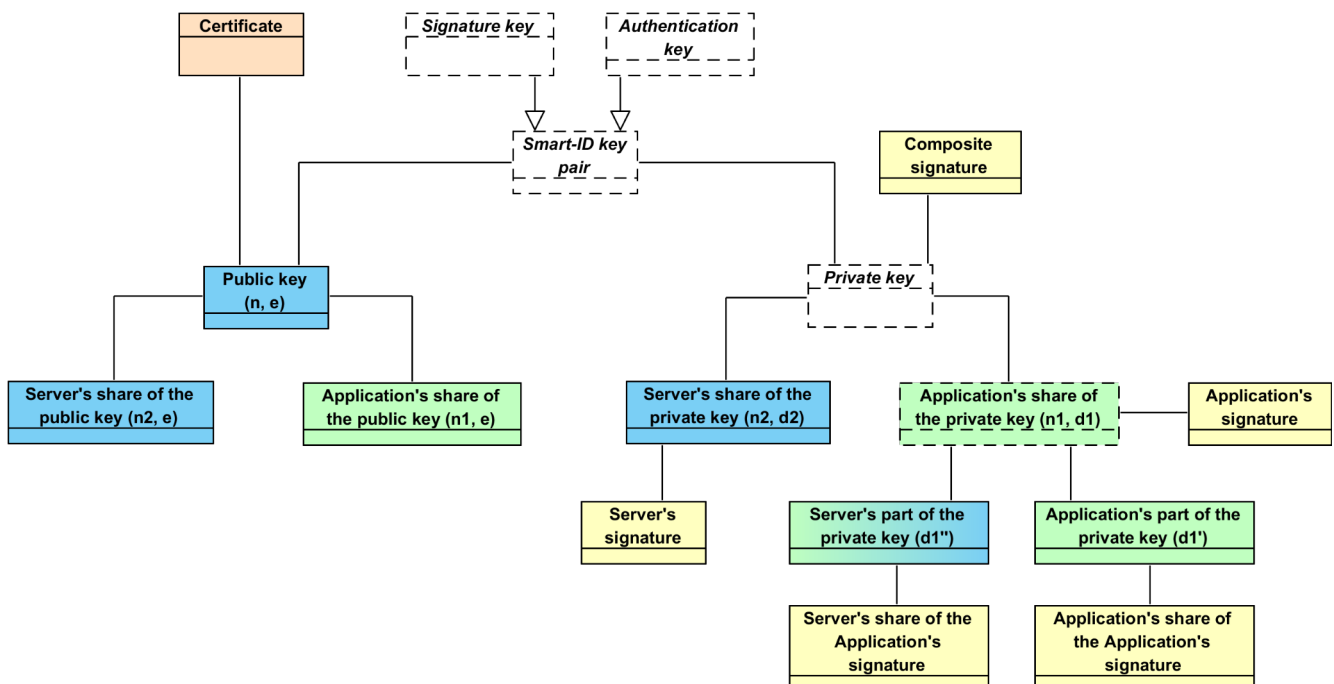 Certificate
Signature key
Authentication
key
Smart-ID key
pair
Composite
signature
Public key
(n, e)
Private key
Server's share of the
public key (n2, e)
Application's share of
the public key (n1, e)
Server's share of the
private key (n2, d2)
Application's share of
the private key (n1, d1)
Application's
signature
Server's
signature
Server's part of the
private key (d1'')
Application's part of the
private key (d1')
Server's share of the
Application's
signature
Application's share of
the Application's
signature